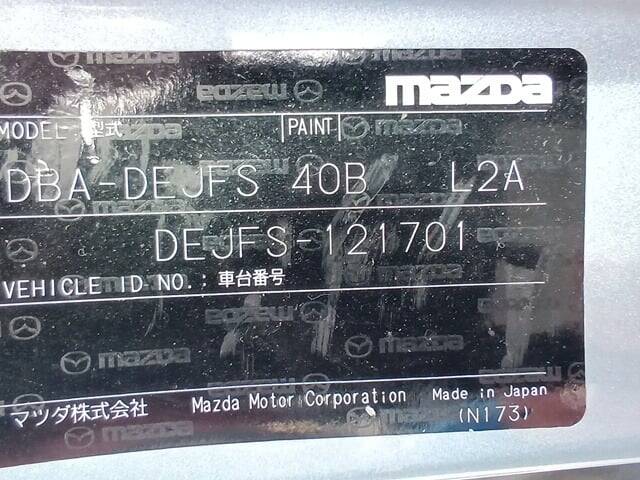 mazda
MODEL: 型式 PAINT
DBA-DEJFS 40B L2A
DEJFS-121701
VEHICLE ID NO.: 車台番号
mazda
マツダ株式会社 Mazda Motor Corporation Made in Japan
(N173)